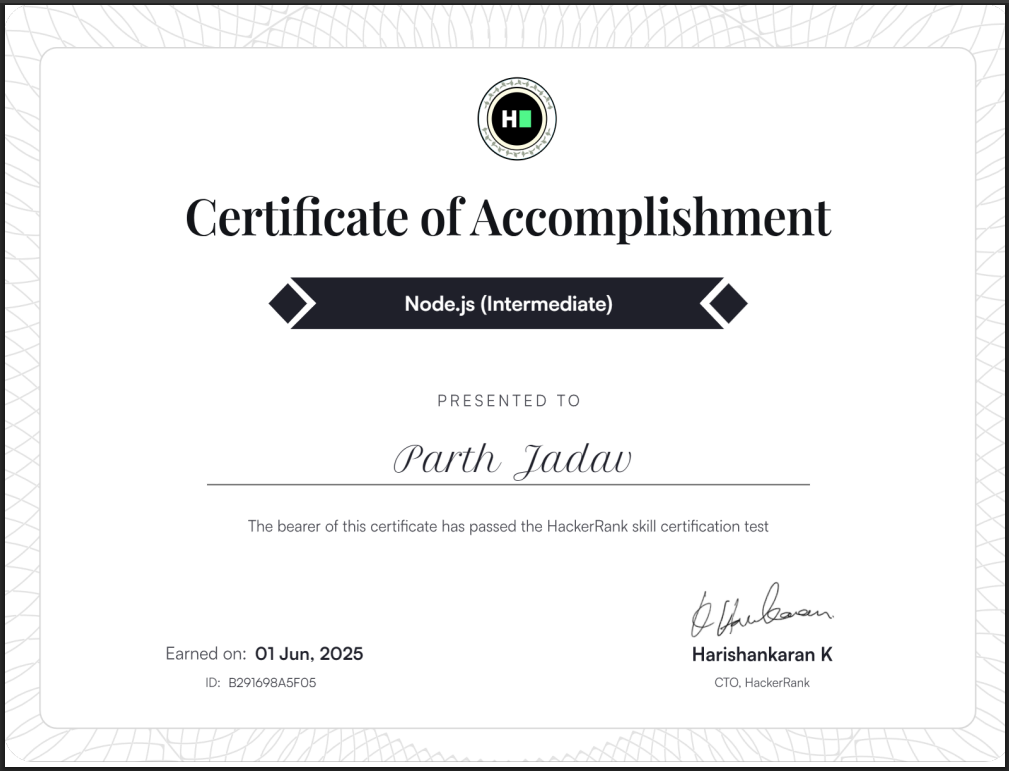 H
Certificate of Accomplishment
Node.js (Intermediate)
PRESENTED TO
Parth Jadav
The bearer of this certificate has passed the HackerRank skill certification test
Earned on: 01 Jun, 2025
ID: B291698A5F05
Harishankaran K
CTO, HackerRank